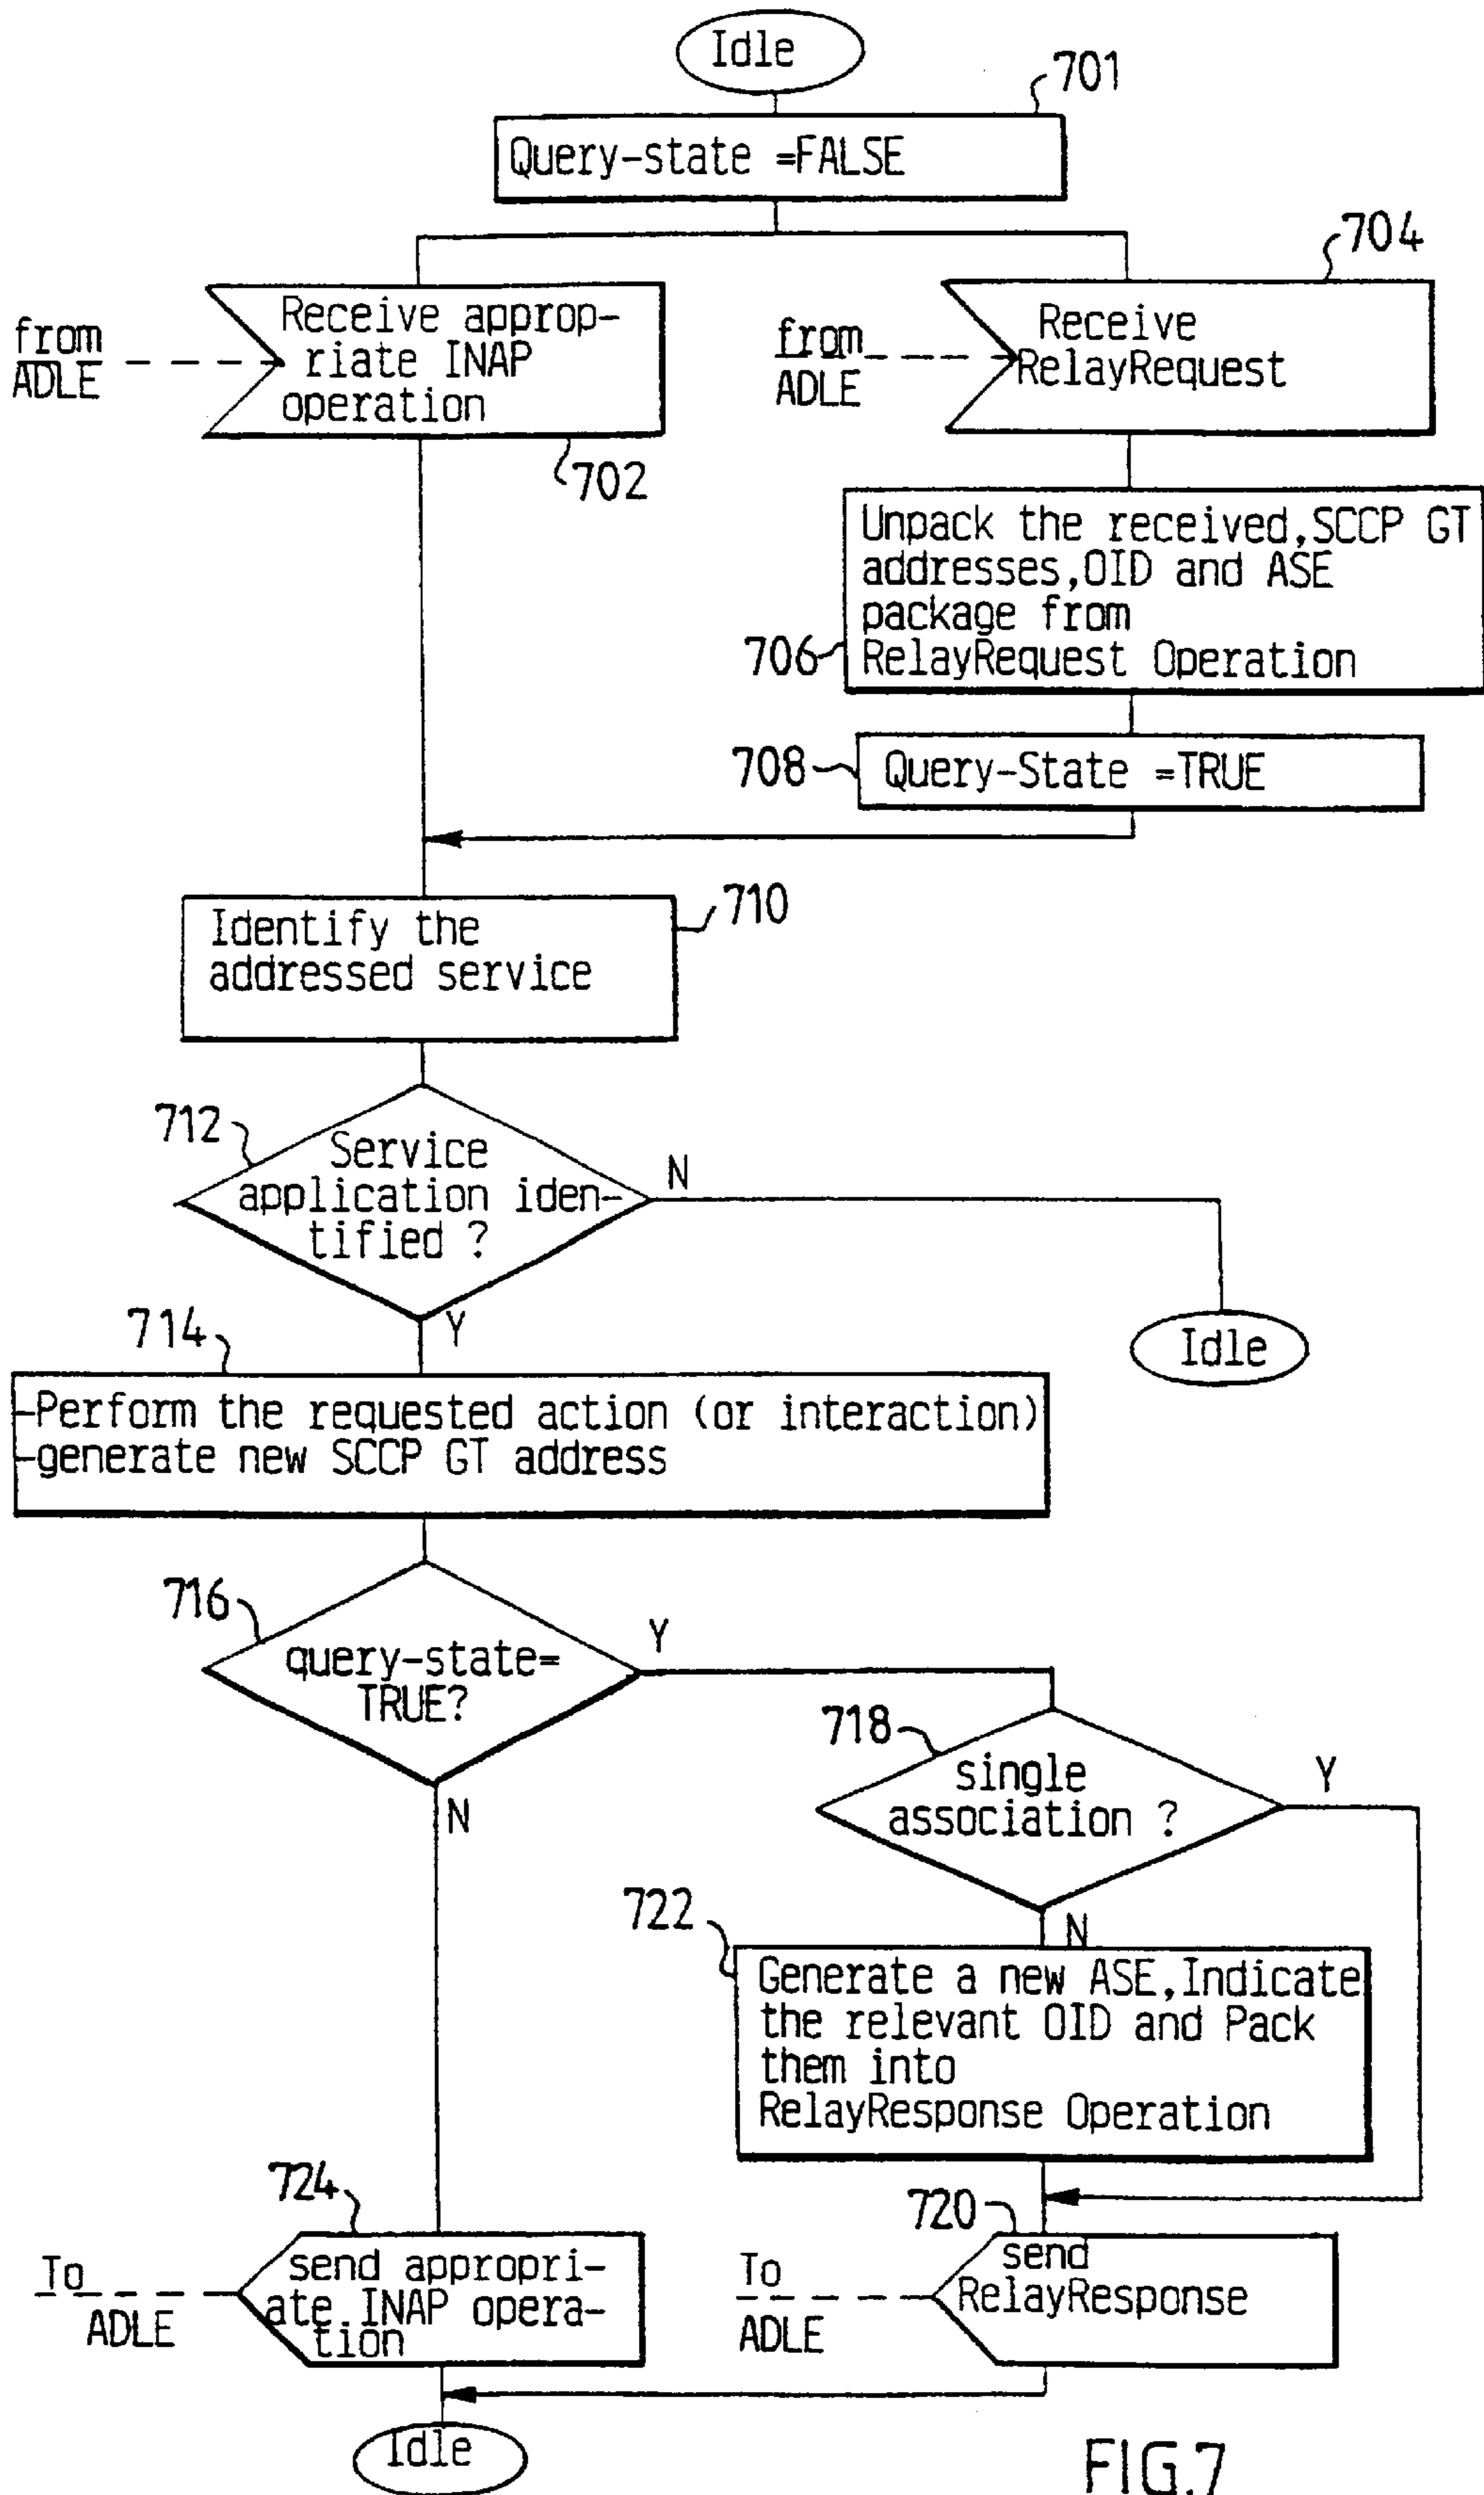 Idle
701
Query-state =FALSE
704
from
ADLE
Receive approp-
riate INAP
operation
702
from
ADLE
Receive
RelayRequest
Unpack the received,SCCP GT
addresses,OID and ASE
package from
RelayRequest Operation
706
708
Query-State =TRUE
710
Identify the
addressed service
712
Service
application iden-
tified ?
N
Y
Idle
714
-Perform the requested action (or interaction)
-generate new SCCP GT address
716
query-state=
TRUE?
Y
N
718
single
association ?
Y
N
722
Generate a new ASE,Indicate
the relevant OID and Pack
them into
RelayResponse Operation
724
To
ADLE
send appropri-
ate INAP opera-
tion
720
To
ADLE
send
RelayResponse
Idle
FIG.7